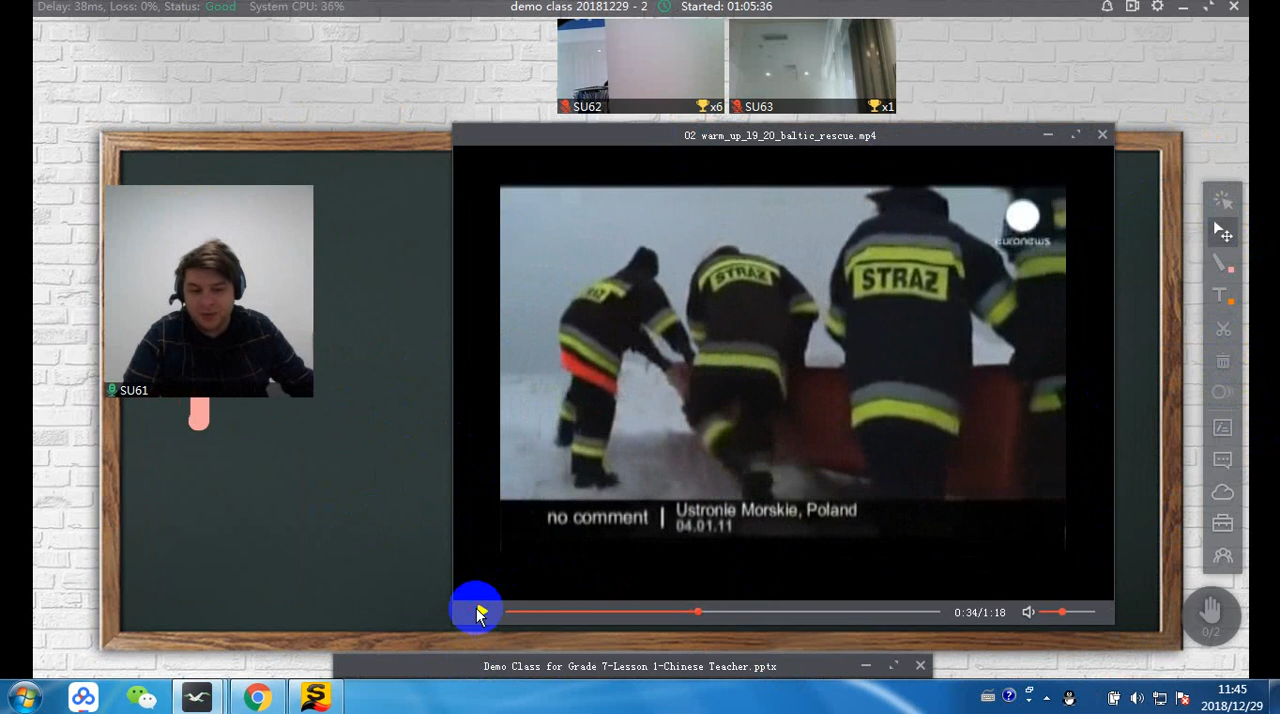 Delay: 38ms, Loss: 0%, Status: Good System CPU: 36%
demo class 20181229 - 2 Started: 01:05:36
SU62
x6
SU63
x1
02 warm_up_19_20_baltic_rescue.mp4
euronews
STRAŻ
STRAŻ
no comment
Ustronie Morskie, Poland
04.01.11
SU61
0:34/1:18
0/2
Demo Class for Grade 7-Lesson 1-Chinese Teacher.pptx
11:45
2018/12/29